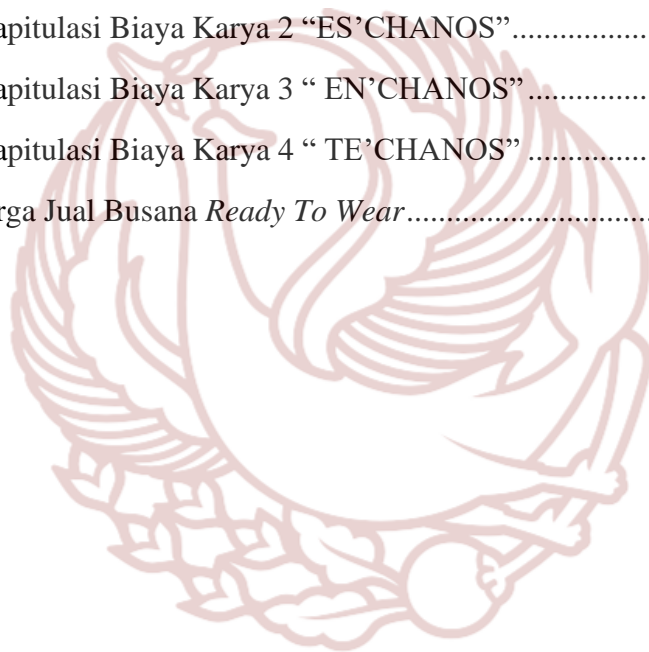 apitulasi Biaya Karya 2 “ES’CHANOS”................
apitulasi Biaya Karya 3 “ EN’CHANOS”..............
apitulasi Biaya Karya 4 “ TE’CHANOS” ..............
rga Jual Busana Ready To Wear................................